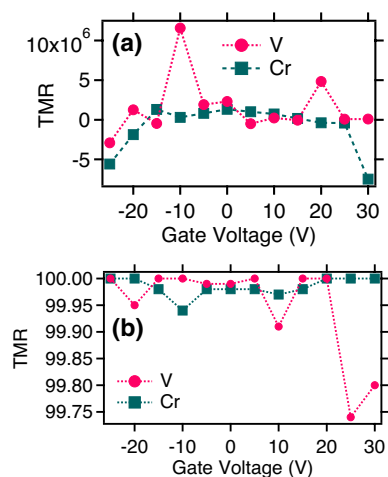 10x10⁶
5
0
-5
TMR
(a)
V
Cr
-20 -10 0 10 20 30
Gate Voltage (V)
100.00
99.95
99.90
99.85
99.80
99.75
TMR
(b)
V
Cr
-20 -10 0 10 20 30
Gate Voltage (V)